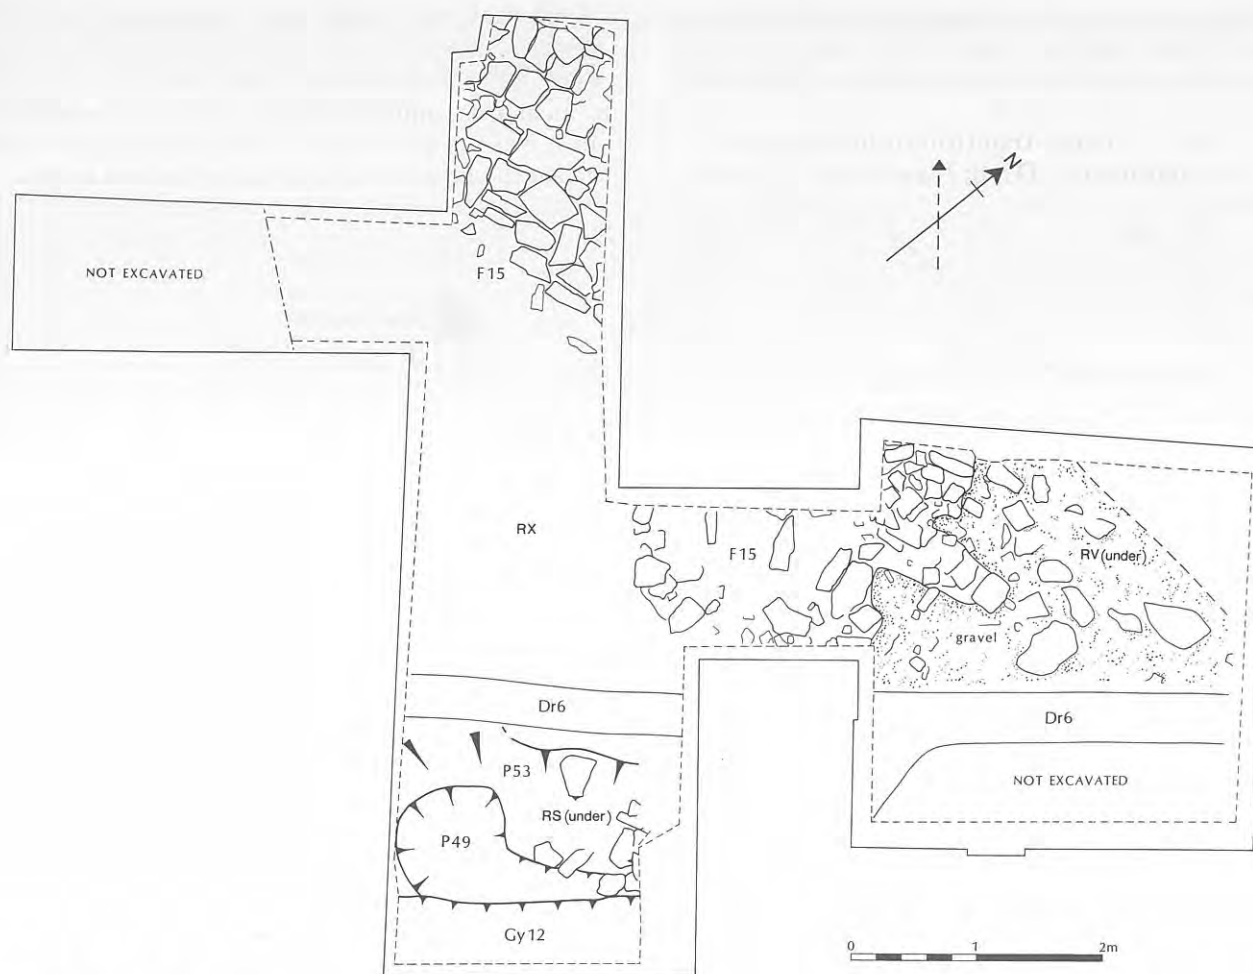 N
NOT EXCAVATED
F15
RX
F15
RV(under)
gravel
Dr6
Dr6
P53
NOT EXCAVATED
RS(under)
P49
Gy12
0 1 2m